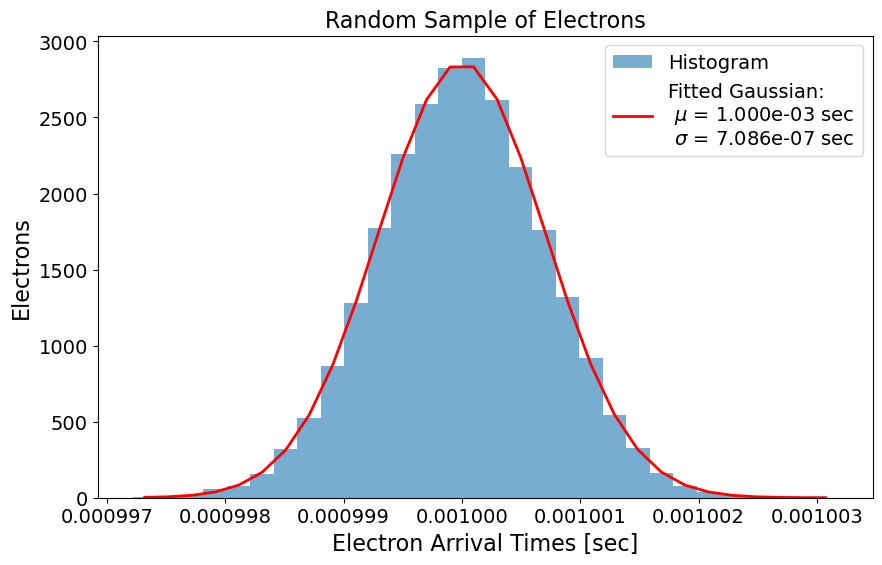 Random Sample of Electrons
3000
2500
2000
1500
1000
500
0
Electrons
Histogram
Fitted Gaussian:
μ = 1.000e-03 sec
σ = 7.086e-07 sec
0.000997 0.000998 0.000999 0.001000 0.001001 0.001002 0.001003
Electron Arrival Times [sec]